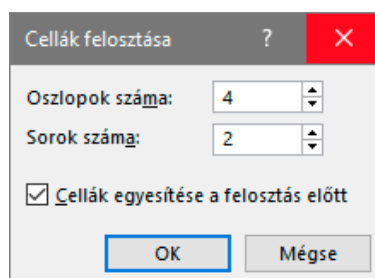 Cellák felosztása ?
Oszlopok száma: 4
Sorok száma: 2
Cellák egyesítése a felosztás előtt
OK Mégse